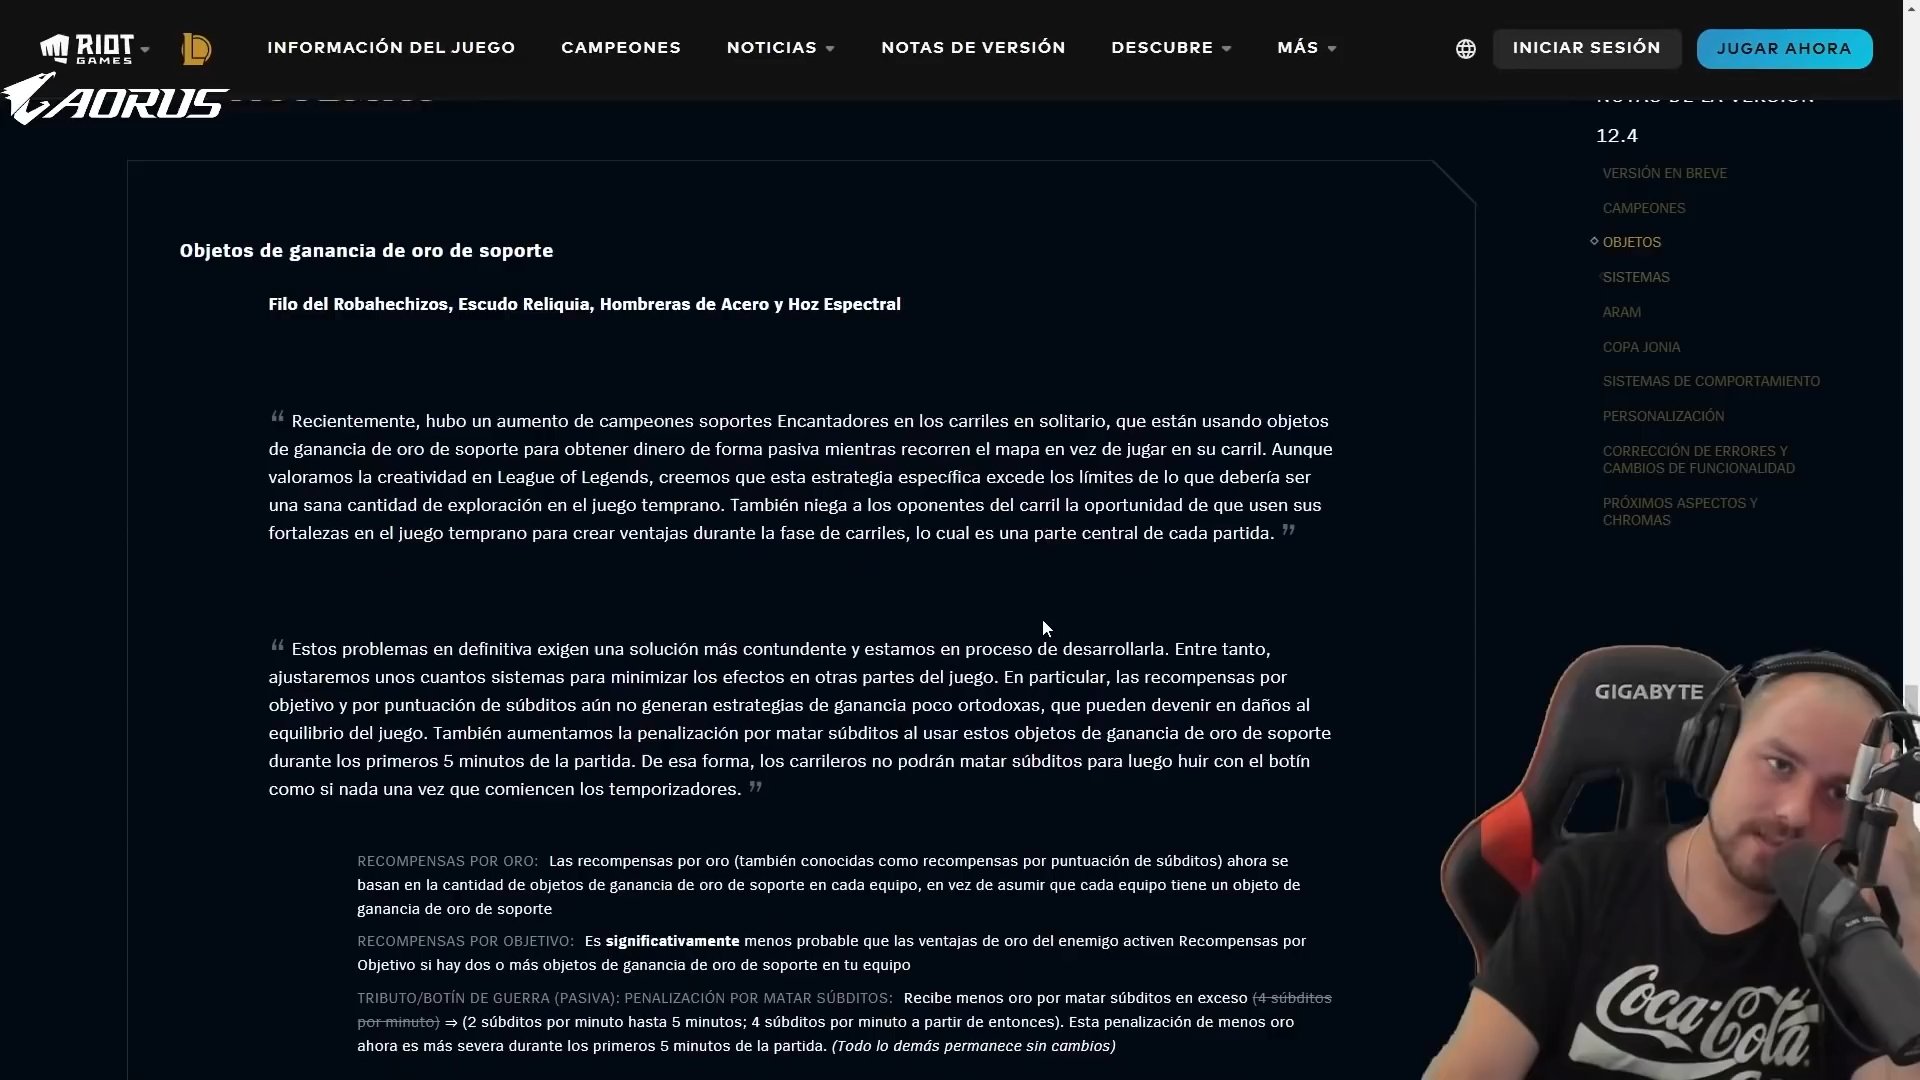 RIOT
GAMES
INFORMACIÓN DEL JUEGO
CAMPEONES
NOTICIAS
NOTAS DE VERSIÓN
DESCUBRE
MÁS
INICIAR SESIÓN
JUGAR AHORA
AORUS
NOTAS DE LA VERSIÓN
12.4
VERSIÓN EN BREVE
CAMPEONES
OBJETOS
SISTEMAS
ARAM
COPA JONIA
SISTEMAS DE COMPORTAMIENTO
PERSONALIZACIÓN
CORRECCIÓN DE ERRORES Y
CAMBIOS DE FUNCIONALIDAD
PRÓXIMOS ASPECTOS Y
CHROMAS
Objetos de ganancia de oro de soporte
Filo del Robahechizos, Escudo Reliquia, Hombreras de Acero y Hoz Espectral
“ Recientemente, hubo un aumento de campeones soportes Encantadores en los carriles en solitario, que están usando objetos
de ganancia de oro de soporte para obtener dinero de forma pasiva mientras recorren el mapa en vez de jugar en su carril. Aunque
valoramos la creatividad en League of Legends, creemos que esta estrategia específica excede los límites de lo que debería ser
una sana cantidad de exploración en el juego temprano. También niega a los oponentes del carril la oportunidad de que usen sus
fortalezas en el juego temprano para crear ventajas durante la fase de carriles, lo cual es una parte central de cada partida. ”
“ Estos problemas en definitiva exigen una solución más contundente y estamos en proceso de desarrollarla. Entre tanto,
ajustaremos unos cuantos sistemas para minimizar los efectos en otras partes del juego. En particular, las recompensas por
objetivo y por puntuación de súbditos aún no generan estrategias de ganancia poco ortodoxas, que pueden devenir en daños al
equilibrio del juego. También aumentamos la penalización por matar súbditos al usar estos objetos de ganancia de oro de soporte
durante los primeros 5 minutos de la partida. De esa forma, los carrileros no podrán matar súbditos para luego huir con el botín
como si nada una vez que comiencen los temporizadores. ”
RECOMPENSAS POR ORO: Las recompensas por oro (también conocidas como recompensas por puntuación de súbditos) ahora se
basan en la cantidad de objetos de ganancia de oro de soporte en cada equipo, en vez de asumir que cada equipo tiene un objeto de
ganancia de oro de soporte
RECOMPENSAS POR OBJETIVO: Es significativamente menos probable que las ventajas de oro del enemigo activen Recompensas por
Objetivo si hay dos o más objetos de ganancia de oro de soporte en tu equipo
TRIBUTO/BOTÍN DE GUERRA (PASIVA): PENALIZACIÓN POR MATAR SÚBDITOS: Recibe menos oro por matar súbditos en exceso (4 súbditos
por minuto) ⇒ (2 súbditos por minuto hasta 5 minutos; 4 súbditos por minuto a partir de entonces). Esta penalización de menos oro
ahora es más severa durante los primeros 5 minutos de la partida. (Todo lo demás permanece sin cambios)
GIGABYTE
Coca-Cola